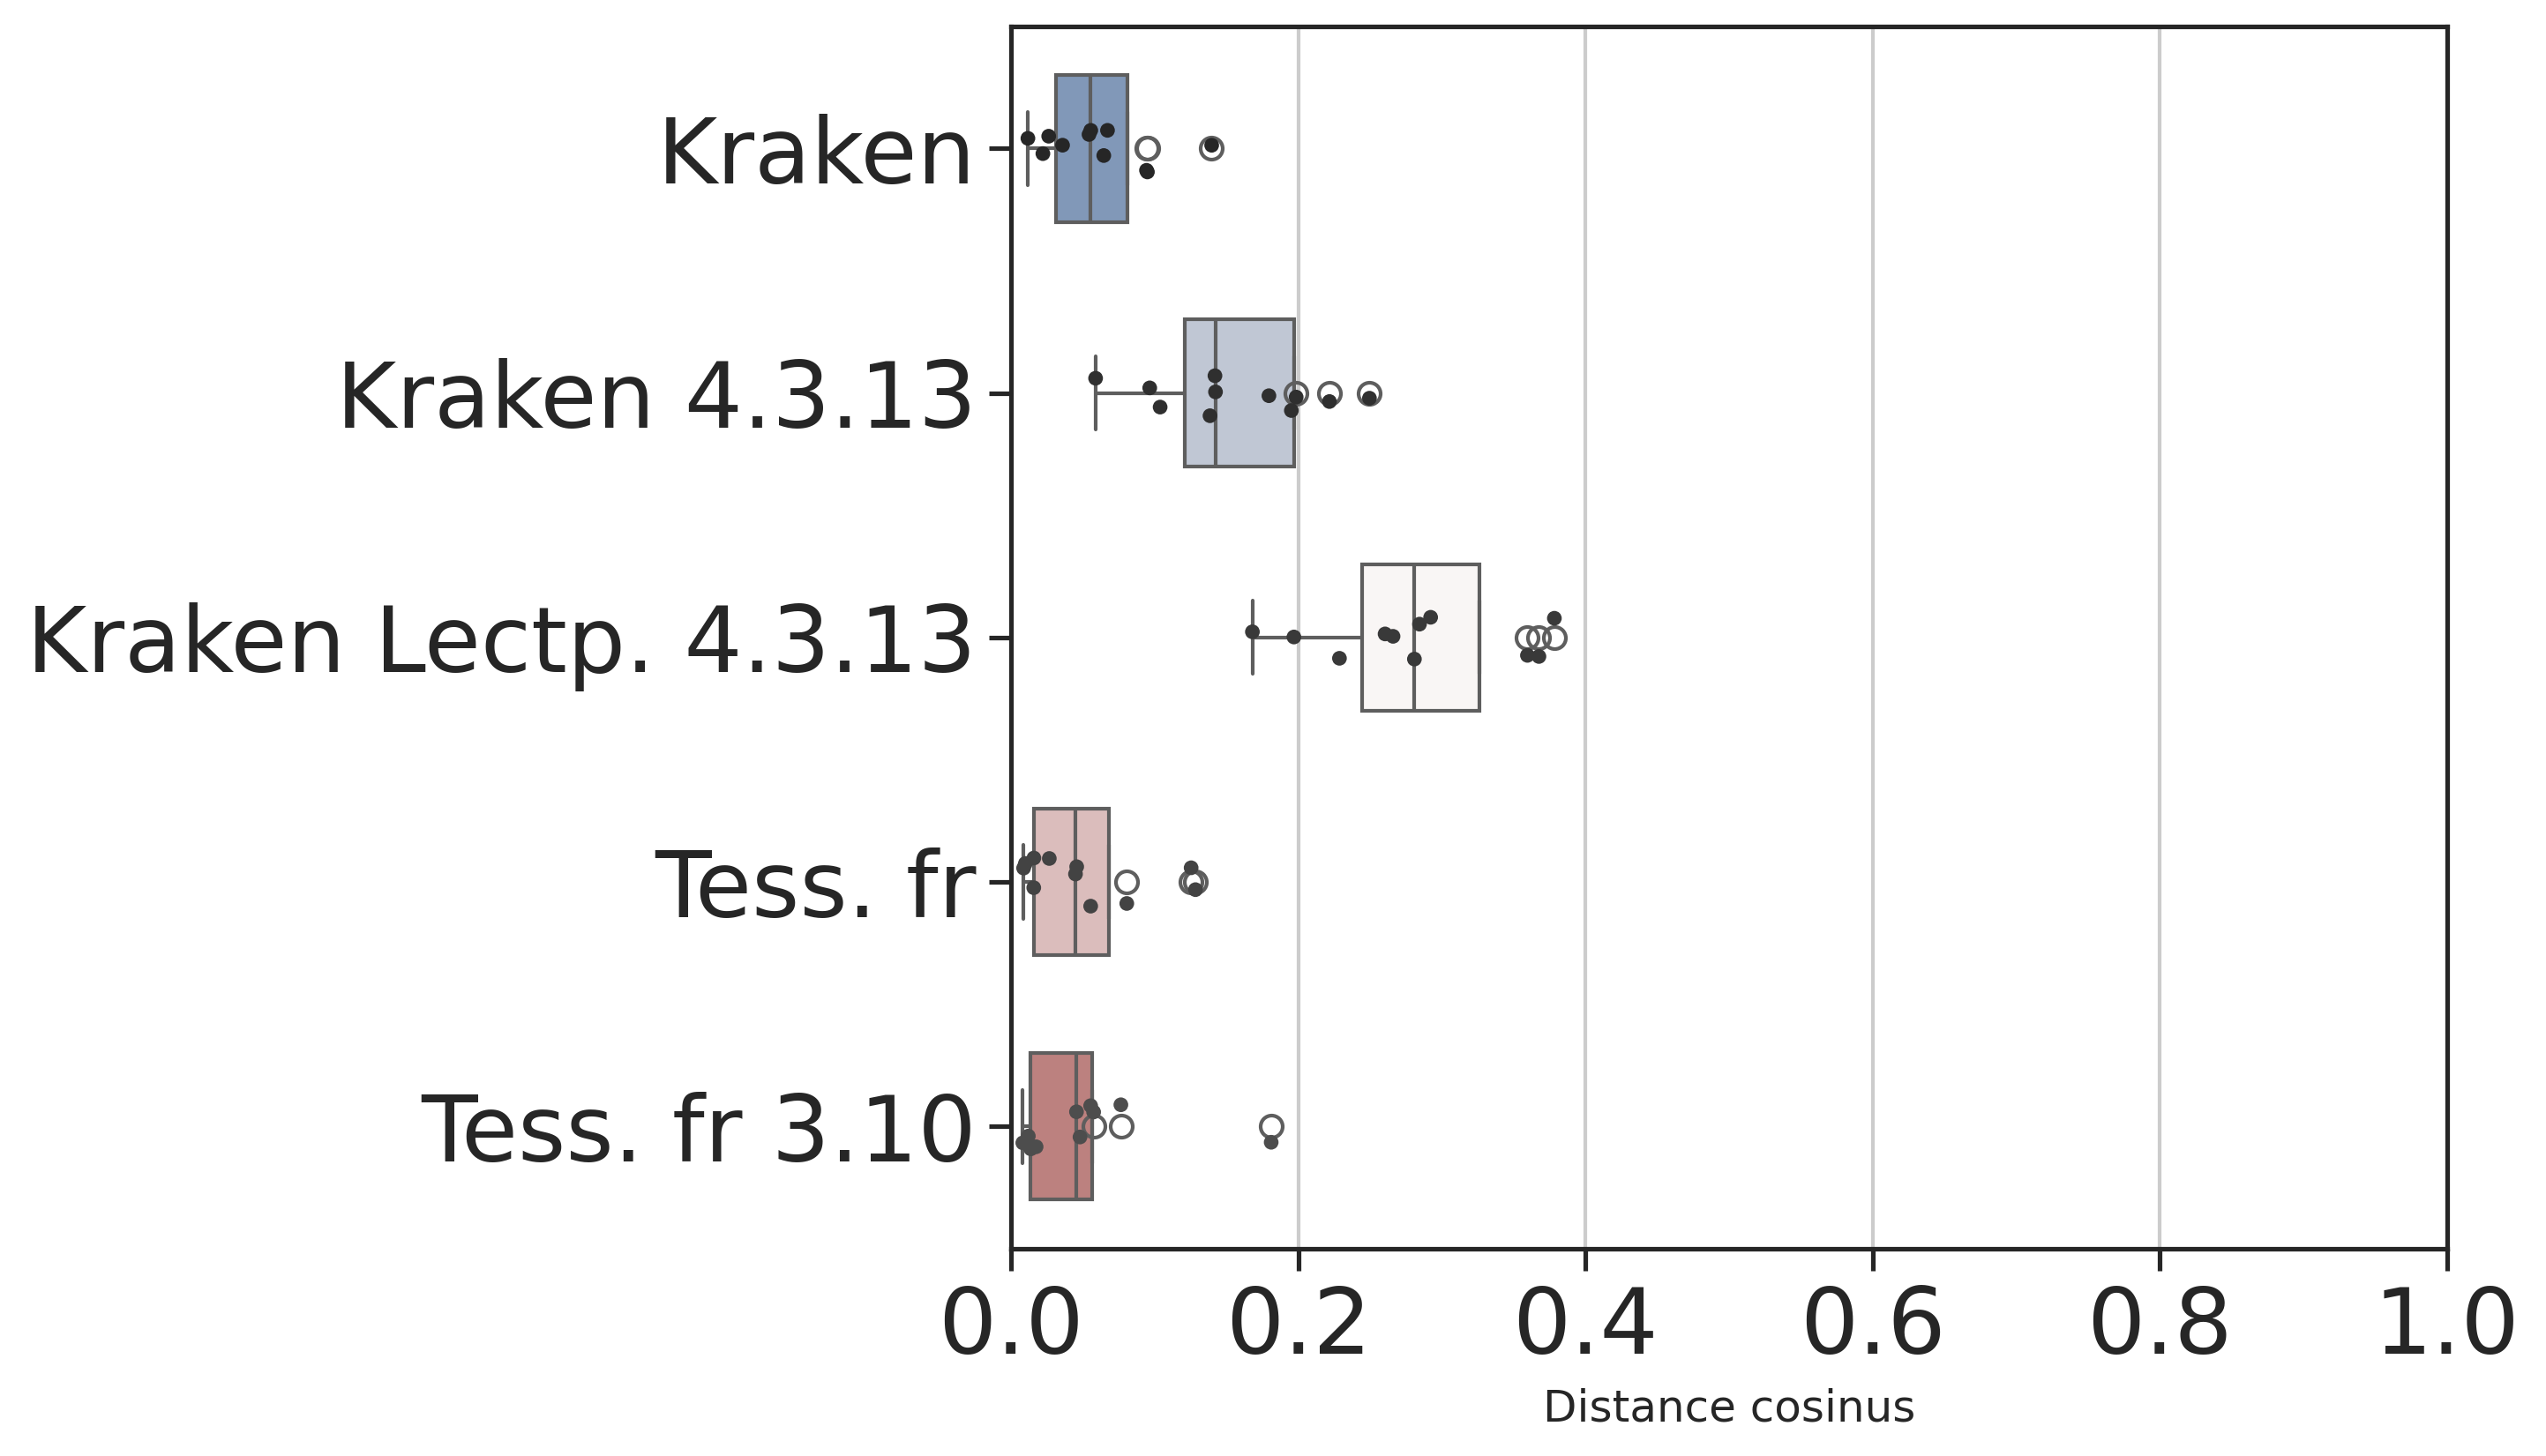 Kraken
Kraken 4.3.13
Kraken Lectp. 4.3.13
Tess. fr
Tess. fr 3.10
0.0 0.2 0.4 0.6 0.8 1.0
Distance cosinus